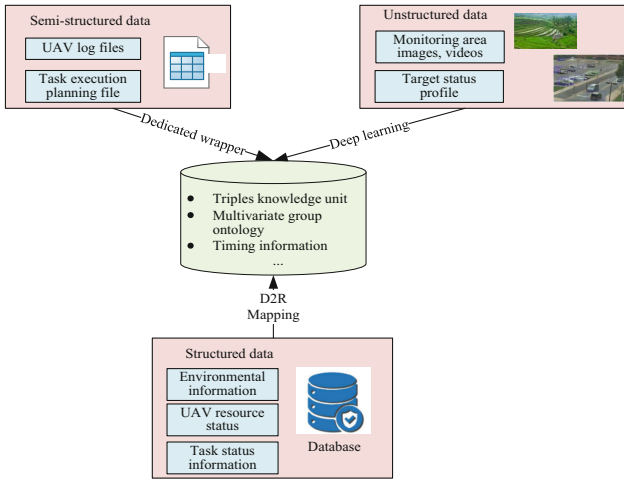 Semi-structured data
UAV log files
Task execution
planning file
Unstructured data
Monitoring area
images, videos
Target status
profile
Dedicated wrapper
Deep learning
● Triples knowledge unit
● Multivariate group
ontology
● Timing information
...
D2R
Mapping
Structured data
Environmental
information
UAV resource
status
Task status
information
Database